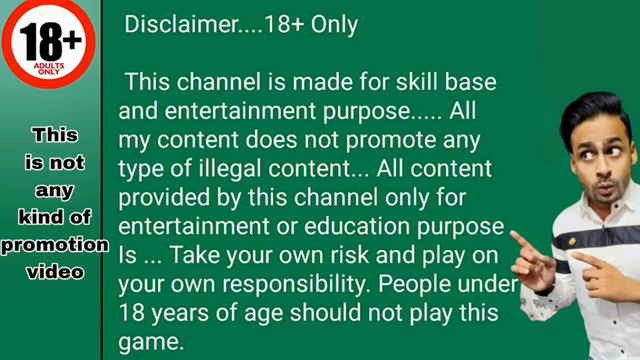 18+
ADULTS
ONLY
This
is not
any
kind of
promotion
video
Disclaimer....18+ Only
This channel is made for skill base
and entertainment purpose..... All
my content does not promote any
type of illegal content... All content
provided by this channel only for
entertainment or education purpose
Is ... Take your own risk and play on
your own responsibility. People under
18 years of age should not play this
game.